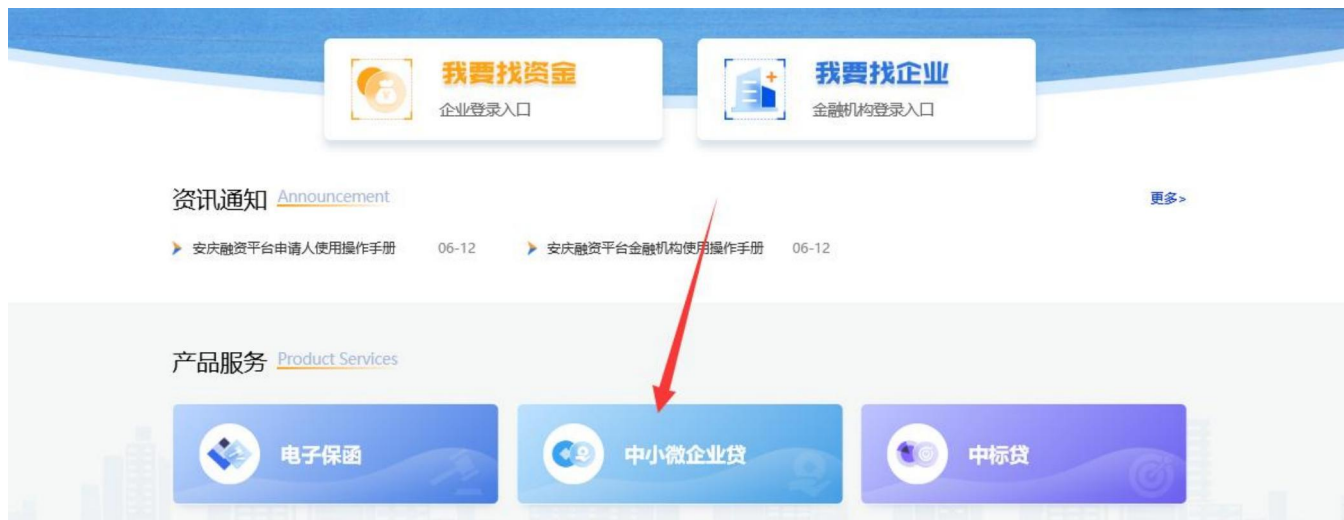 我要找资金
企业登录入口
我要找企业
金融机构登录入口
资讯通知 Announcement
更多>
安庆融资平台申请人使用操作手册 06-12
安庆融资平台金融机构使用操作手册 06-12
产品服务 Product Services
电子保函
中小微企业贷
中标贷